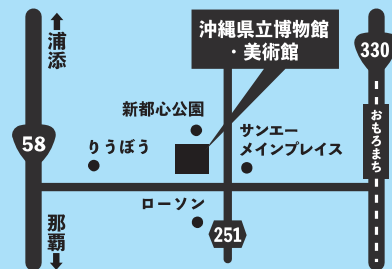 浦添
沖縄県立博物館
・美術館
330
新都心公園
おもろまち
58
りうぼう
サンエー
メインプレイス
ローソン
那覇
251